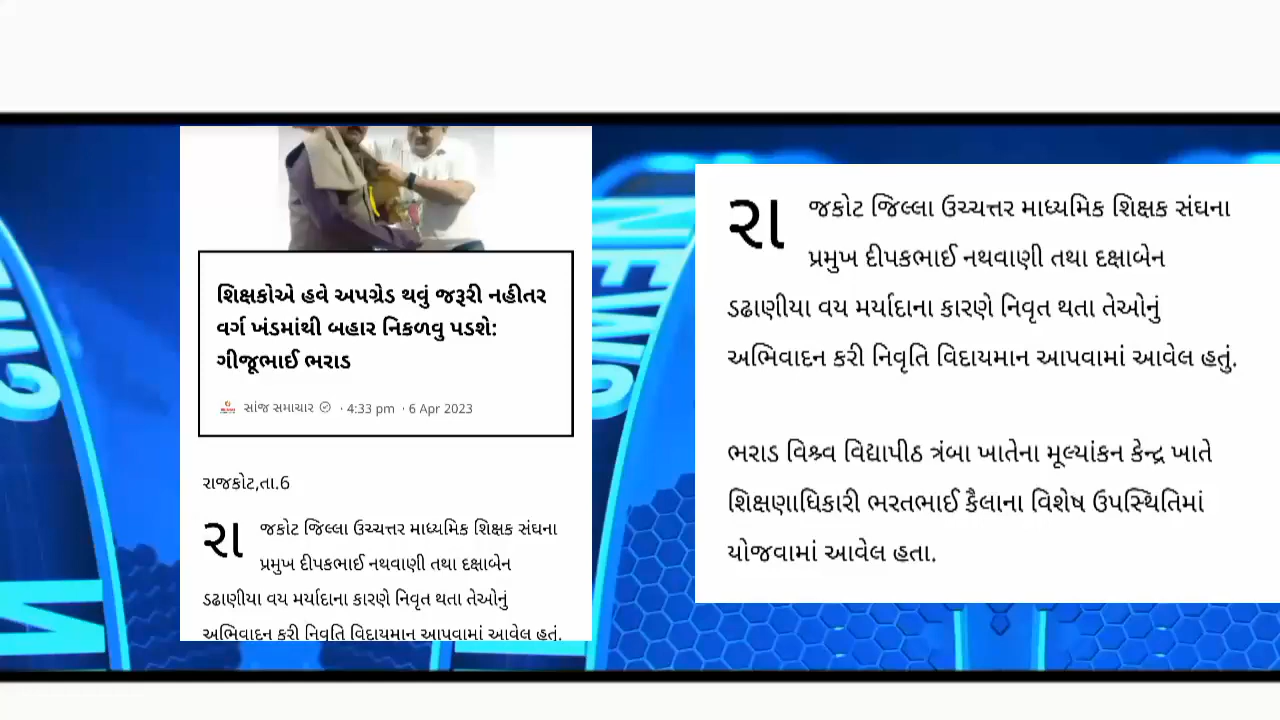 શિક્ષકોએ હવે અપગ્રેડ થવું જરૂરી નહીતર
વર્ગ ખંડમાંથી બહાર નિકળવુ પડશે:
ગીજૂભાઈ ભરાડ
સાંજ સમાચાર · 4:33 pm · 6 Apr 2023
રાજકોટ,તા.6
રાજકોટ જિલ્લા ઉચ્ચત્તર માધ્યમિક શિક્ષક સંઘના
પ્રમુખ દીપકભાઈ નથવાણી તથા દક્ષાબેન
ડઢાણીયા વય મર્યાદાના કારણે નિવૃત થતા તેઓનું
અભિવાદન કરી નિવૃતિ વિદાયમાન આપવામાં આવેલ હતું.
રાજકોટ જિલ્લા ઉચ્ચત્તર માધ્યમિક શિક્ષક સંઘના
પ્રમુખ દીપકભાઈ નથવાણી તથા દક્ષાબેન
ડઢાણીયા વય મર્યાદાના કારણે નિવૃત થતા તેઓનું
અભિવાદન કરી નિવૃતિ વિદાયમાન આપવામાં આવેલ હતું.
ભરાડ વિશ્ર્વ વિદ્યાપીઠ ત્રંબા ખાતેના મૂલ્યાંકન કેન્દ્ર ખાતે
શિક્ષણાધિકારી ભરતભાઈ કૈલાના વિશેષ ઉપસ્થિતિમાં
યોજવામાં આવેલ હતા.
NEWS